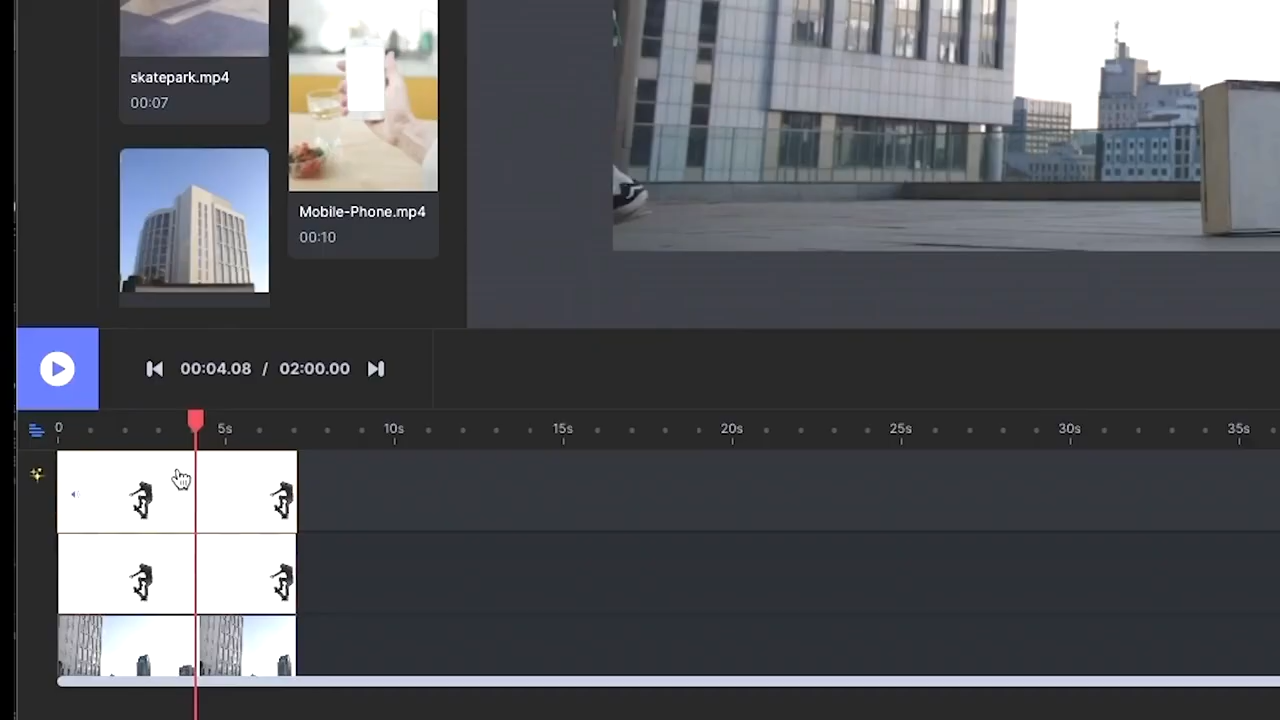 skatepark.mp4
00:07
Mobile-Phone.mp4
00:10
00:04.08 / 02:00.00
0 5s 10s 15s 20s 25s 30s 35s